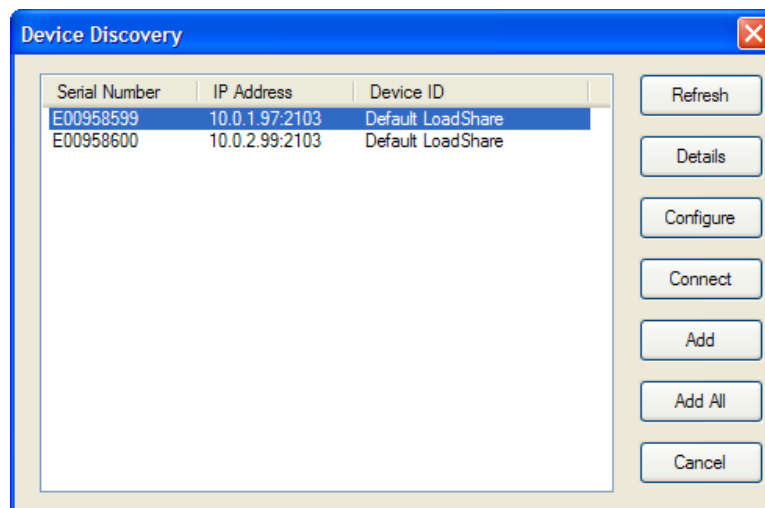 Device Discovery
Serial Number IP Address Device ID
E00958599 10.0.1.97:2103 Default LoadShare
E00958600 10.0.2.99:2103 Default LoadShare
Refresh
Details
Configure
Connect
Add
Add All
Cancel